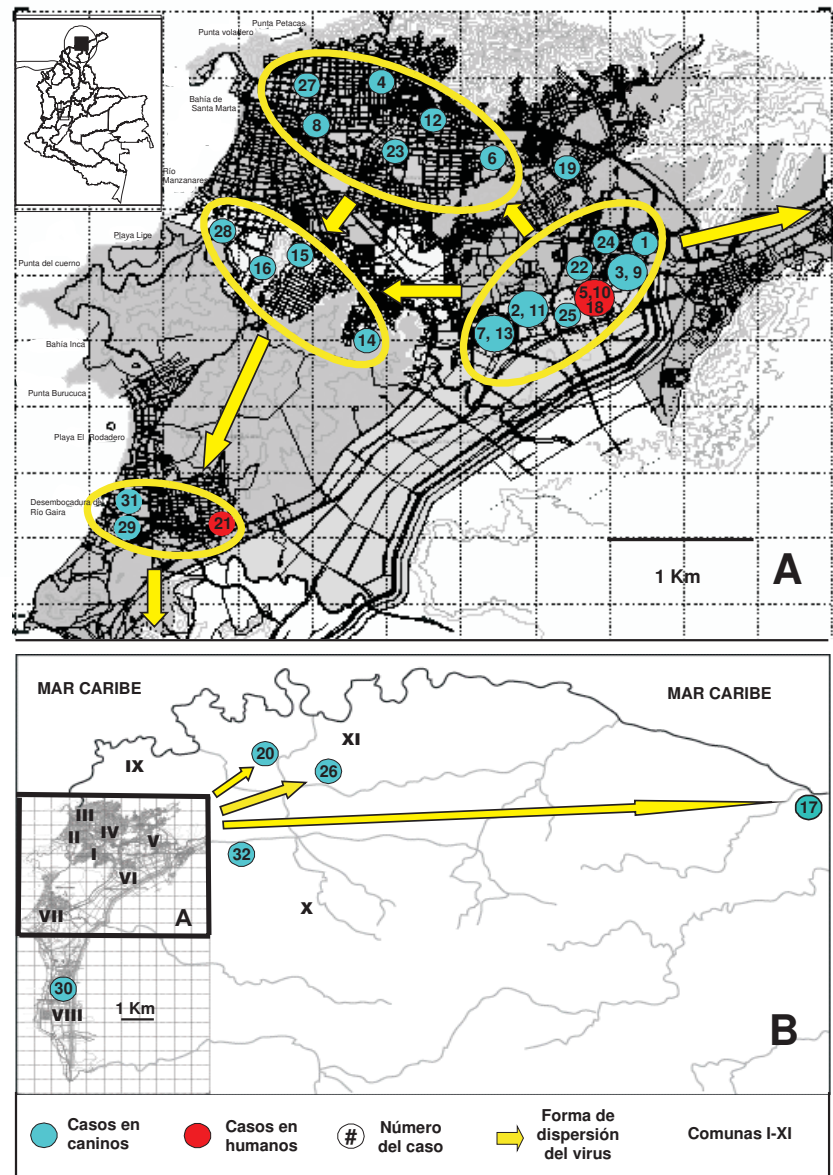 Punta Petacas
Punta voladero
Bahía de
Santa Marta
Río
Manzanares
Playa Lipe
Punta del cuerno
Bahía Inca
Punta Burucuca
Playa El Rodadero
Desembocadura de
Río Gaira
27
4
12
8
23
6
19
28
15
16
14
24
1
22
3, 9
5,10
18
2, 11
25
7, 13
31
29
21
1 Km
A
MAR CARIBE
MAR CARIBE
IX
XI
20
26
17
III
IV
II
V
I
VI
VII
A
32
X
30
VIII
1 Km
B
Casos en
caninos
Casos en
humanos
#
Número
del caso
Forma de
dispersión
del virus
Comunas I-XI